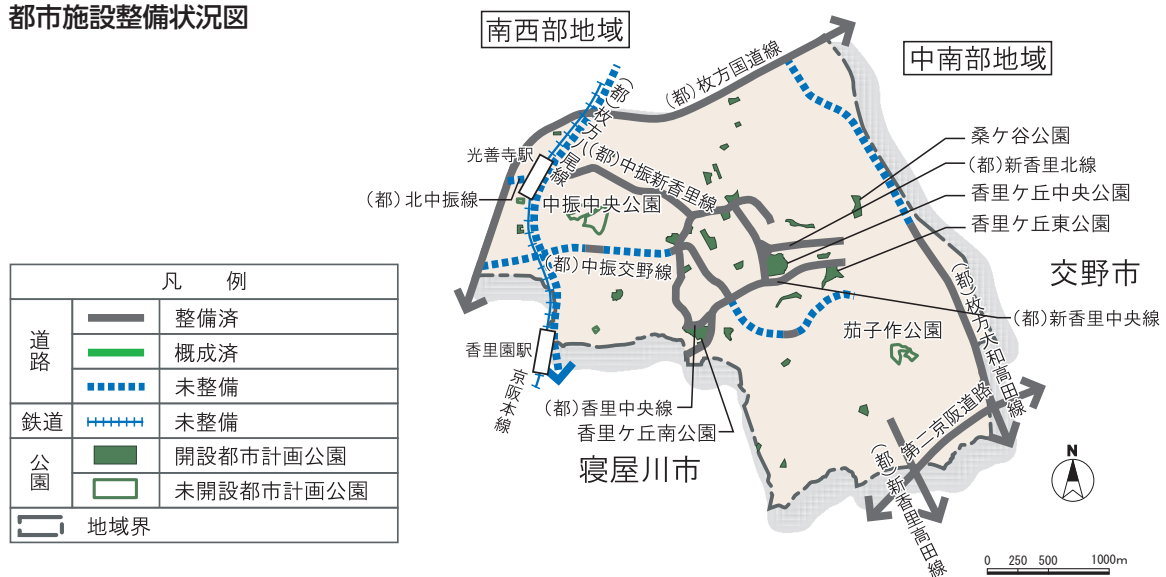 都市施設整備状況図
南西部地域
中南部地域
(都)枚方国道線
(都)枚方八尾線
光善寺駅
(都)中振新香里線
(都)北中振線
中振中央公園
(都)中振交野線
桑ケ谷公園
(都)新香里北線
香里ケ丘中央公園
香里ケ丘東公園
交野市
(都)新香里中央線
(都)枚方大和高田線
茄子作公園
香里園駅
京阪本線
(都)香里中央線
香里ケ丘南公園
寝屋川市
第二京阪道路
(都)新香里高田線
凡 例
道路
整備済
概成済
未整備
鉄道
未整備
公園
開設都市計画公園
未開設都市計画公園
地域界
N
0 250 500 1000m